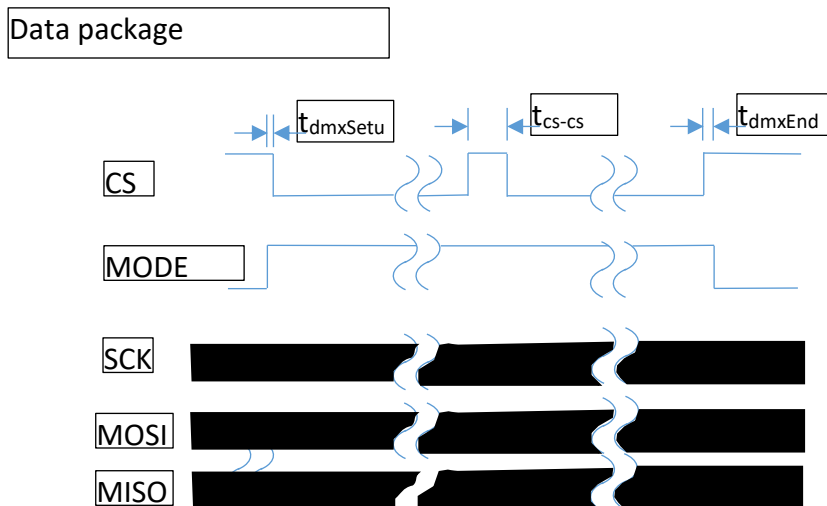 Data package
tdmxSetu
tcs-cs
tdmxEnd
CS
MODE
SCK
MOSI
MISO